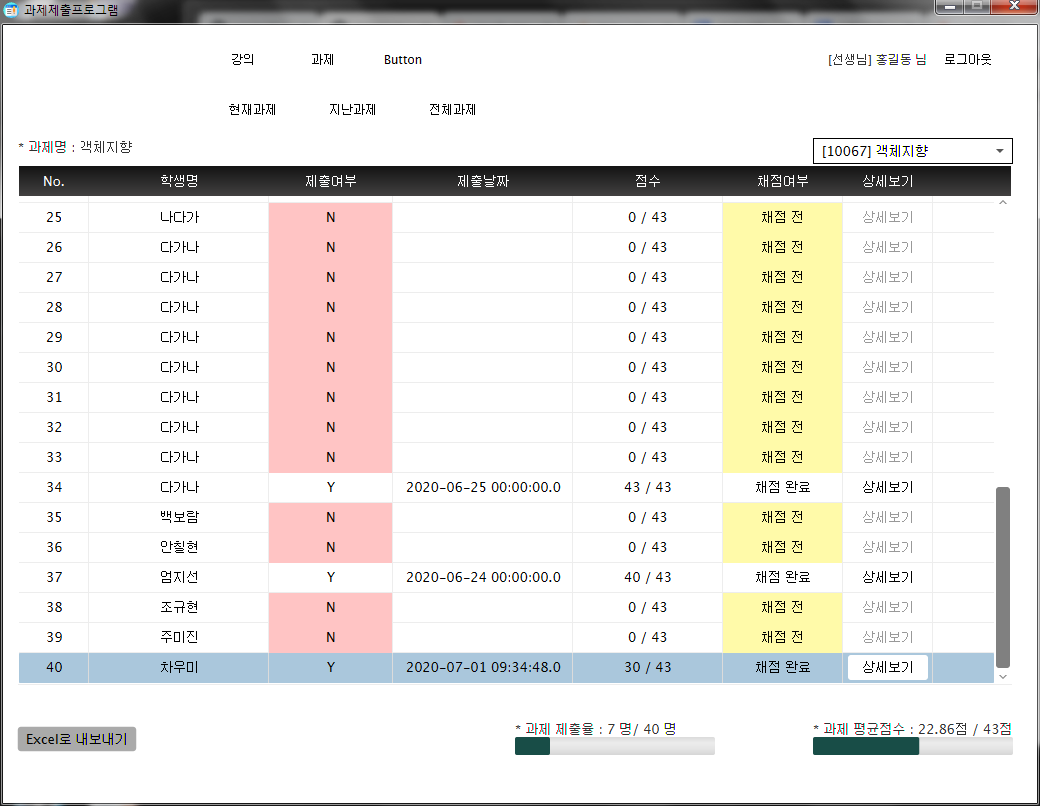 과제제출프로그램
강의 과제 Button [선생님] 홍길동 님 로그아웃
현재과제 지난과제 전체과제
* 과제명 : 객체지향 [10067] 객체지향
No. 학생명 제출여부 제출날짜 점수 채점여부 상세보기
25 나다가 N 0 / 43 채점 전 상세보기
26 다가나 N 0 / 43 채점 전 상세보기
27 다가나 N 0 / 43 채점 전 상세보기
28 다가나 N 0 / 43 채점 전 상세보기
29 다가나 N 0 / 43 채점 전 상세보기
30 다가나 N 0 / 43 채점 전 상세보기
31 다가나 N 0 / 43 채점 전 상세보기
32 다가나 N 0 / 43 채점 전 상세보기
33 다가나 N 0 / 43 채점 전 상세보기
34 다가나 Y 2020-06-25 00:00:00.0 43 / 43 채점 완료 상세보기
35 백보람 N 0 / 43 채점 전 상세보기
36 안칠현 N 0 / 43 채점 전 상세보기
37 엄지선 Y 2020-06-24 00:00:00.0 40 / 43 채점 완료 상세보기
38 조규현 N 0 / 43 채점 전 상세보기
39 주미진 N 0 / 43 채점 전 상세보기
40 차우미 Y 2020-07-01 09:34:48.0 30 / 43 채점 완료 상세보기
Excel로 내보내기 * 과제 제출율 : 7 명/ 40 명 * 과제 평균점수 : 22.86점 / 43점